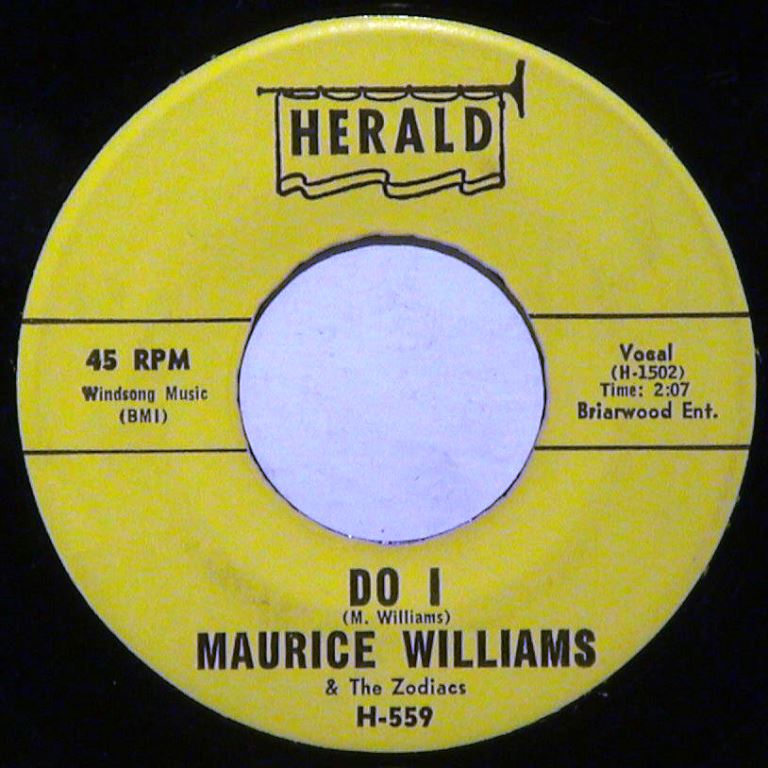 HERALD
45 RPM
Windsong Music
(BMI)
Vocal
(H-1502)
Time: 2:07
Briarwood Ent.
DO I
(M. Williams)
MAURICE WILLIAMS
& The Zodiacs
H-559